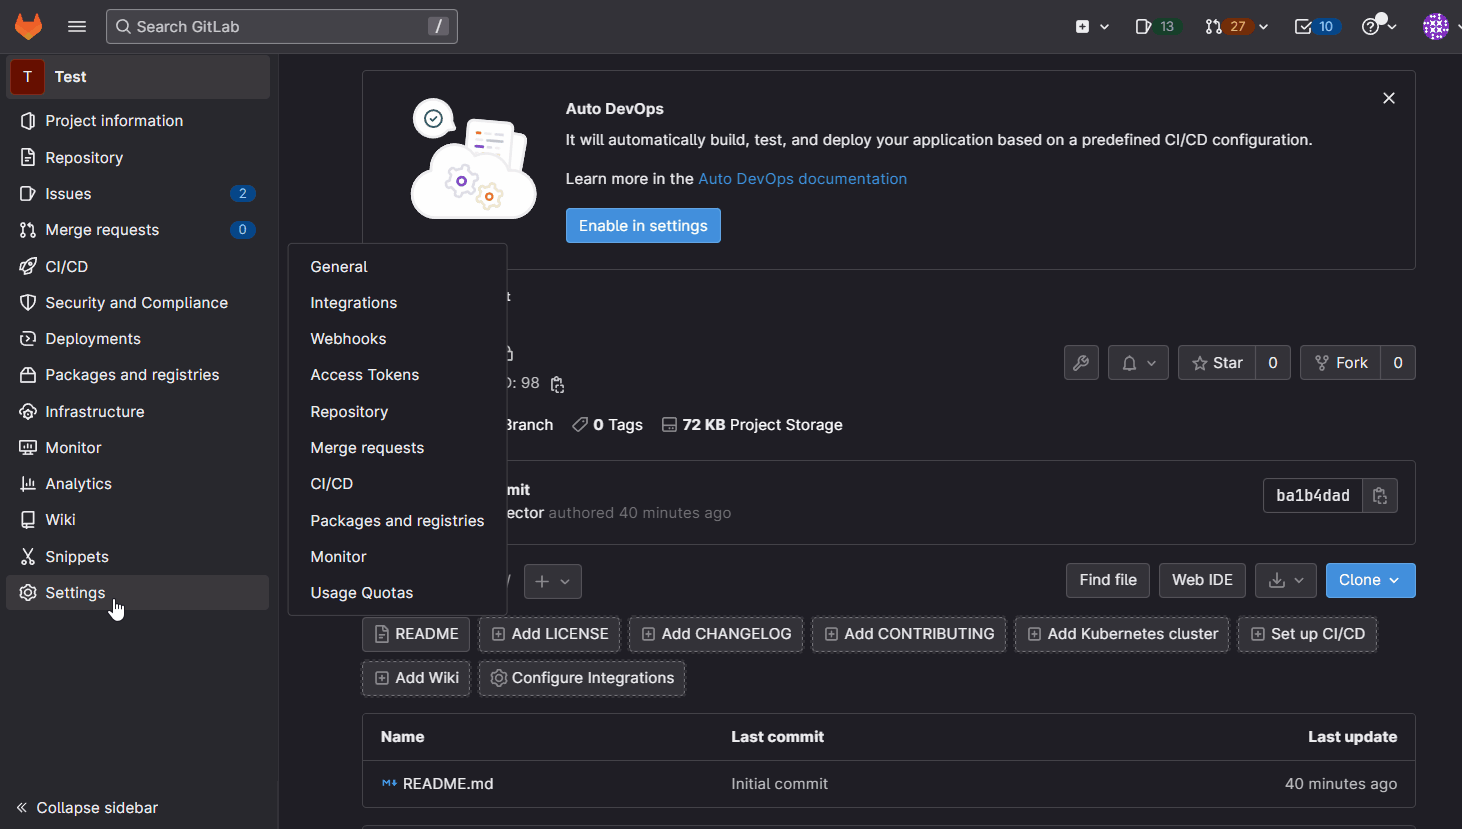 Search GitLab /
13
27
10
T Test
Project information
Repository
Issues 2
Merge requests 0
CI/CD
Security and Compliance
Deployments
Packages and registries
Infrastructure
Monitor
Analytics
Wiki
Snippets
Settings
Collapse sidebar
General
Integrations
Webhooks
Access Tokens
Repository
Merge requests
CI/CD
Packages and registries
Monitor
Usage Quotas
Auto DevOps
It will automatically build, test, and deploy your application based on a predefined CI/CD configuration.
Learn more in the Auto DevOps documentation
Enable in settings
: 98
Star 0
Fork 0
Branch 0 Tags 72 KB Project Storage
mit
ector authored 40 minutes ago
ba1b4dad
/
Find file
Web IDE
Clone
README
Add LICENSE
Add CHANGELOG
Add CONTRIBUTING
Add Kubernetes cluster
Set up CI/CD
Add Wiki
Configure Integrations
Name Last commit Last update
README.md Initial commit 40 minutes ago